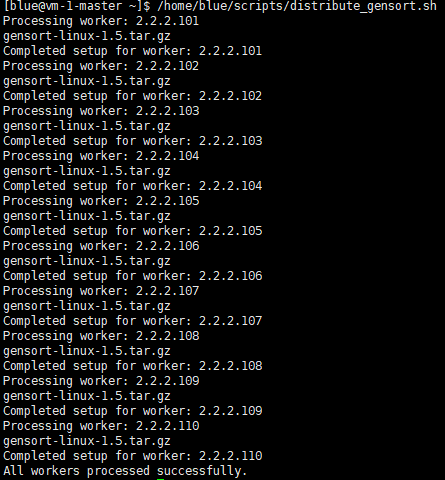 [blue@vm-1-master ~]$ /home/blue/scripts/distribute_gensort.sh
Processing worker: 2.2.2.101
gensort-linux-1.5.tar.gz
Completed setup for worker: 2.2.2.101
Processing worker: 2.2.2.102
gensort-linux-1.5.tar.gz
Completed setup for worker: 2.2.2.102
Processing worker: 2.2.2.103
gensort-linux-1.5.tar.gz
Completed setup for worker: 2.2.2.103
Processing worker: 2.2.2.104
gensort-linux-1.5.tar.gz
Completed setup for worker: 2.2.2.104
Processing worker: 2.2.2.105
gensort-linux-1.5.tar.gz
Completed setup for worker: 2.2.2.105
Processing worker: 2.2.2.106
gensort-linux-1.5.tar.gz
Completed setup for worker: 2.2.2.106
Processing worker: 2.2.2.107
gensort-linux-1.5.tar.gz
Completed setup for worker: 2.2.2.107
Processing worker: 2.2.2.108
gensort-linux-1.5.tar.gz
Completed setup for worker: 2.2.2.108
Processing worker: 2.2.2.109
gensort-linux-1.5.tar.gz
Completed setup for worker: 2.2.2.109
Processing worker: 2.2.2.110
gensort-linux-1.5.tar.gz
Completed setup for worker: 2.2.2.110
All workers processed successfully.